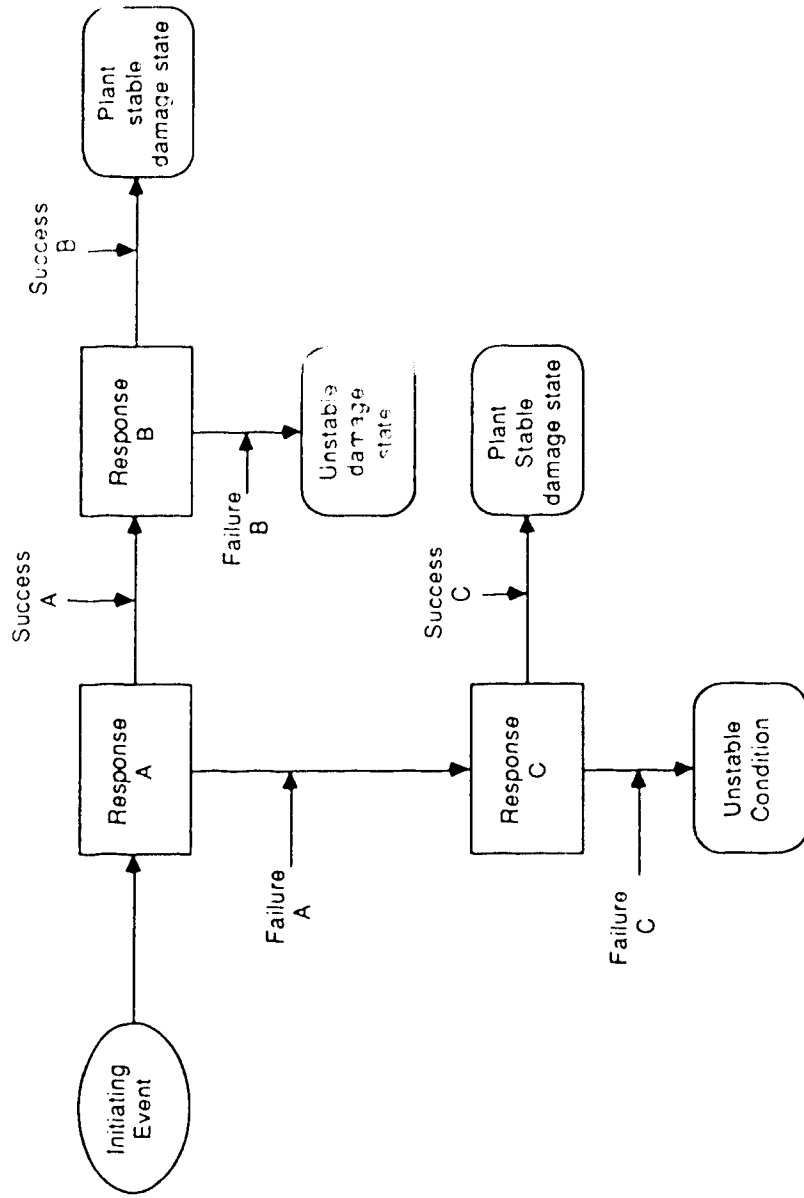 Initiating
Event
Response
A
Success
A
Response
B
Success
B
Plant
stable
damage state
Failure
B
Unstable
damage
state
Failure
A
Response
C
Success
C
Plant
Stable
damage state
Failure
C
Unstable
Condition